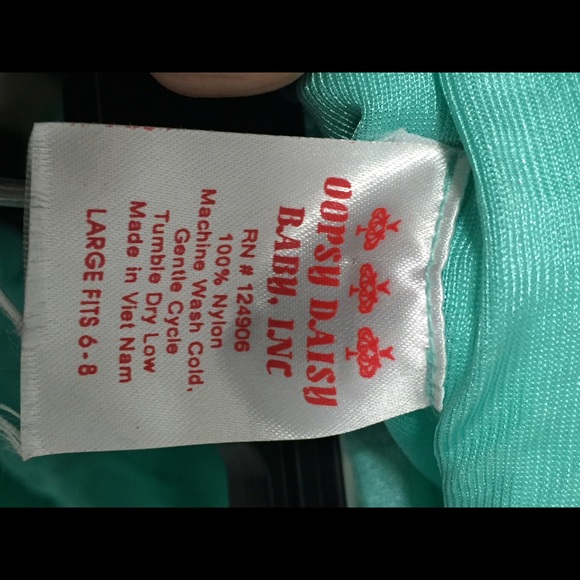 OOPSY DAISY
BABY, INC
RN # 124906
100% Nylon
Machine Wash Cold,
Gentle Cycle
Tumble Dry Low
Made in Viet Nam
LARGE FITS 6-8